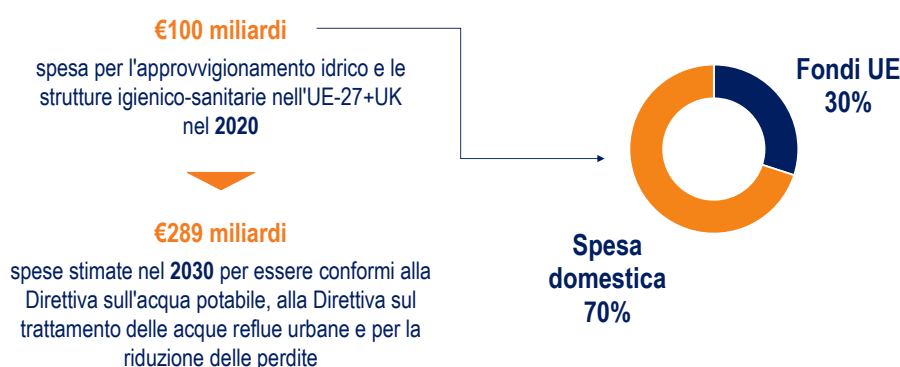 €100 miliardi
spesa per l'approvvigionamento idrico e le
strutture igienico-sanitarie nell'UE-27+UK
nel 2020
€289 miliardi
spese stimate nel 2030 per essere conformi alla
Direttiva sull'acqua potabile, alla Direttiva sul
trattamento delle acque reflue urbane e per la
riduzione delle perdite
Fondi UE
30%
Spesa
domestica
70%